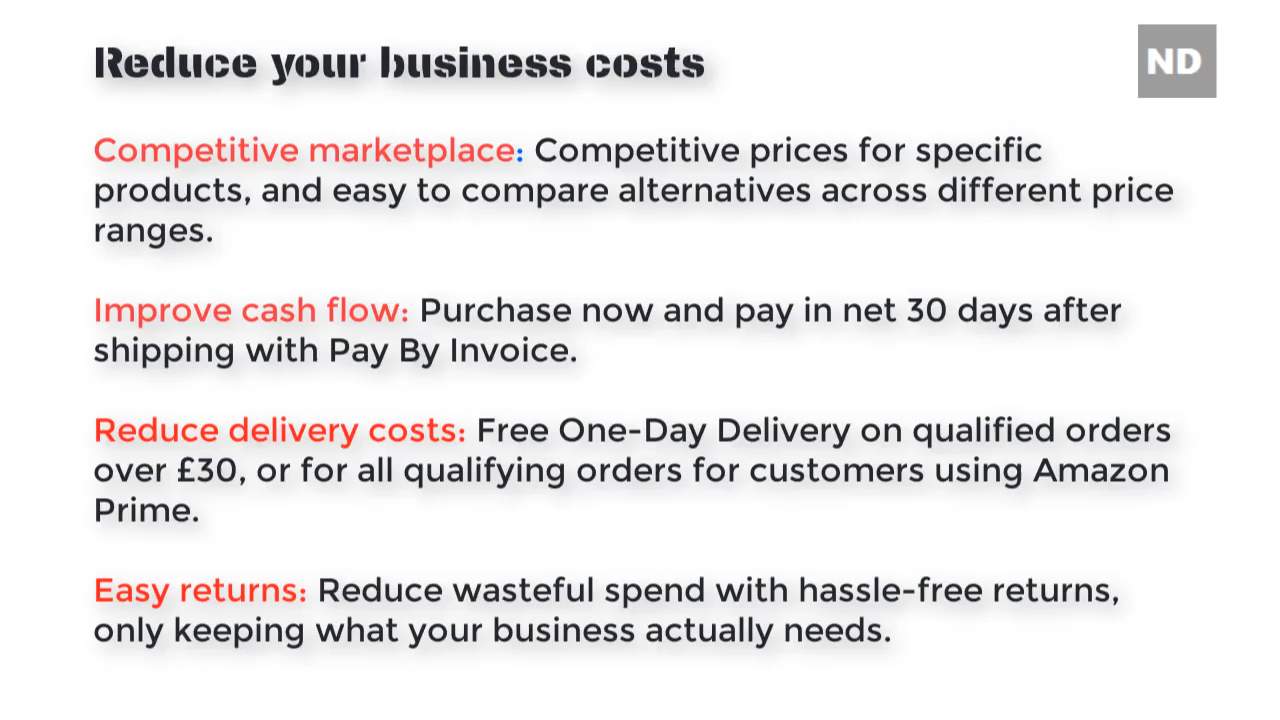 Reduce your business costs
ND
Competitive marketplace: Competitive prices for specific
products, and easy to compare alternatives across different price
ranges.
Improve cash flow: Purchase now and pay in net 30 days after
shipping with Pay By Invoice.
Reduce delivery costs: Free One-Day Delivery on qualified orders
over £30, or for all qualifying orders for customers using Amazon
Prime.
Easy returns: Reduce wasteful spend with hassle-free returns,
only keeping what your business actually needs.